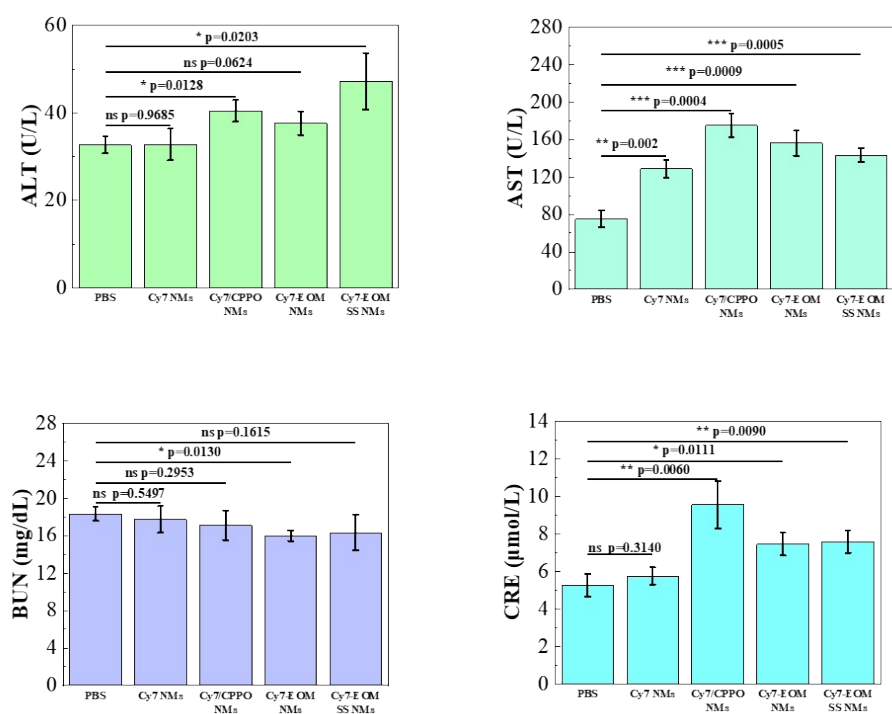 60
40
20
0
ALT (U/L)
* p=0.0203
ns p=0.0624
* p=0.0128
ns p=0.9685
PBS
Cy7 NMs
Cy7/CPPO
NMs
Cy7-EOM
NMs
Cy7-EOM
SS NMs
280
240
200
160
120
80
40
0
AST (U/L)
*** p=0.0005
*** p=0.0009
*** p=0.0004
** p=0.002
PBS
Cy7 NMs
Cy7/CPPO
NMs
Cy7-EOM
NMs
Cy7-EOM
SS NMs
28
24
20
16
12
8
4
0
BUN (mg/dL)
ns p=0.1615
* p=0.0130
ns p=0.2953
ns p=0.5497
PBS
Cy7 NMs
Cy7/CPPO
NMs
Cy7-EOM
NMs
Cy7-EOM
SS NMs
14
12
10
8
6
4
2
0
CRE (μmol/L)
** p=0.0090
* p=0.0111
** p=0.0060
ns p=0.3140
PBS
Cy7 NMs
Cy7/CPPO
NMs
Cy7-EOM
NMs
Cy7-EOM
SS NMs